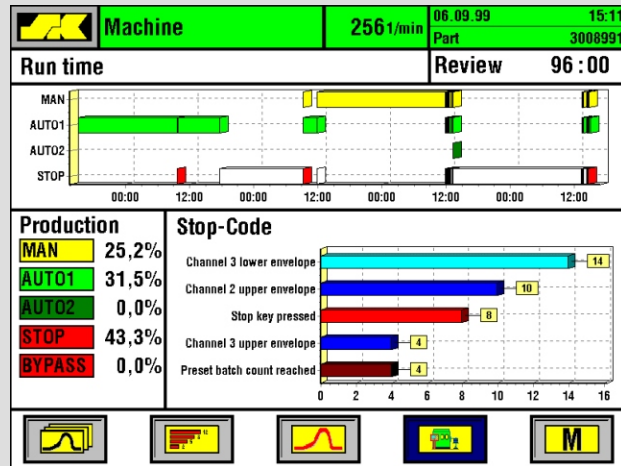 Machine
256 1/min
06.09.99 15:11
Part 3008991
Run time
Review 96:00
MAN
AUTO1
AUTO2
STOP
00:00 12:00 00:00 12:00 00:00 12:00 00:00 12:00
Production
MAN 25,2%
AUTO1 31,5%
AUTO2 0,0%
STOP 43,3%
BYPASS 0,0%
Stop-Code
Channel 3 lower envelope 14
Channel 2 upper envelope 10
Stop key pressed 8
Channel 3 upper envelope 4
Preset batch count reached 4
0 2 4 6 8 10 12 14 16
M